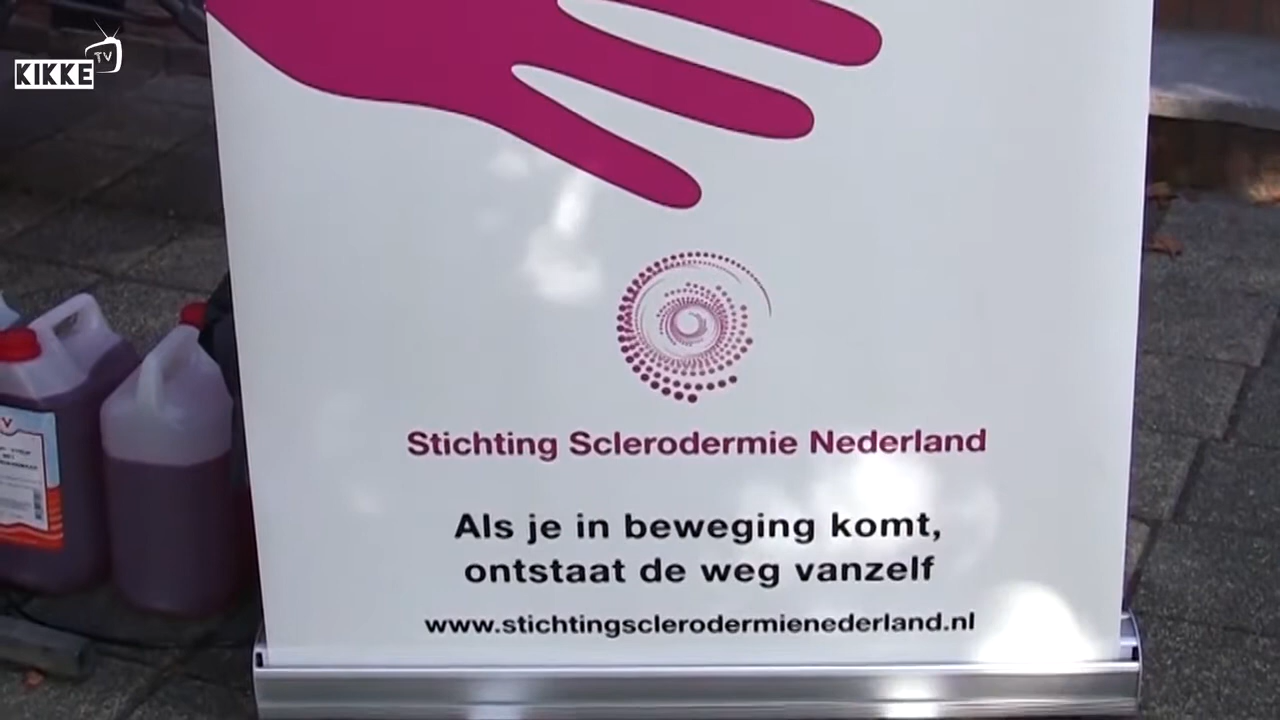 KIKKE TV
Stichting Sclerodermie Nederland
Als je in beweging komt,
ontstaat de weg vanzelf
www.stichtingsclerodermienederland.nl